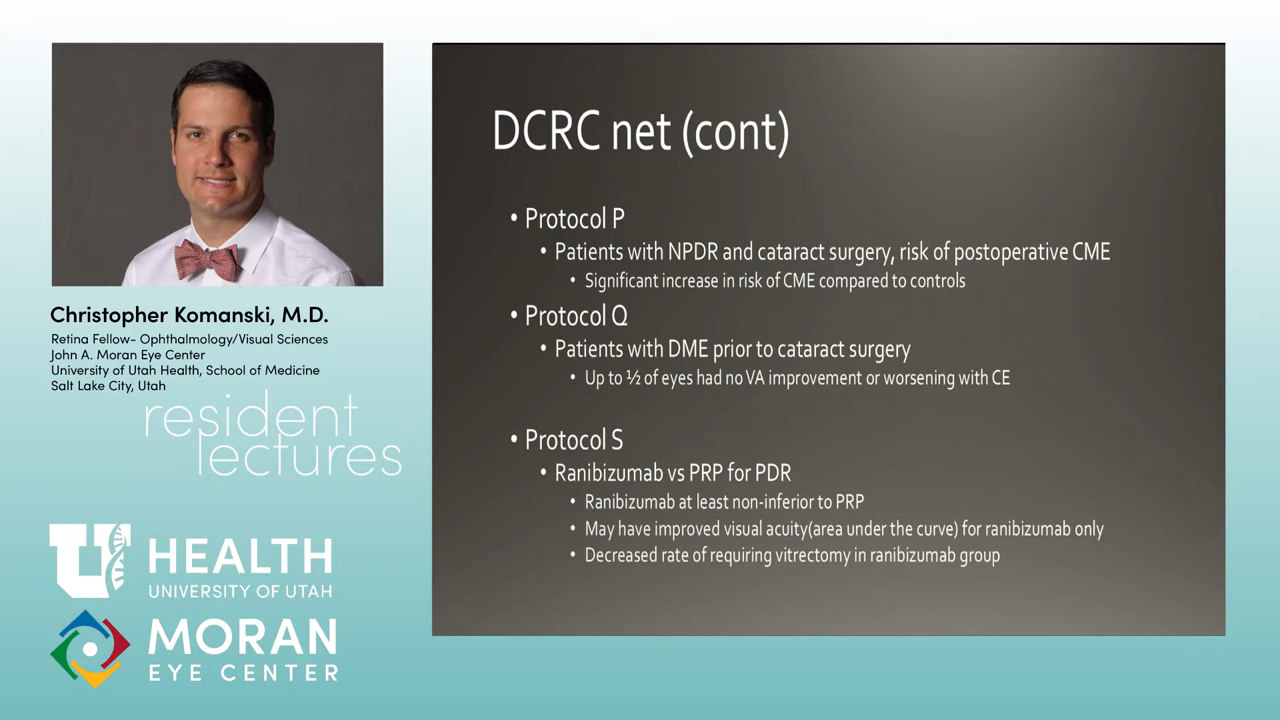 Christopher Komanski, M.D.
Retina Fellow- Ophthalmology/Visual Sciences
John A. Moran Eye Center
University of Utah Health, School of Medicine
Salt Lake City, Utah
resident
lectures
U HEALTH
UNIVERSITY OF UTAH
MORAN
EYE CENTER
DCRC net (cont)
• Protocol P
• Patients with NPDR and cataract surgery, risk of postoperative CME
• Significant increase in risk of CME compared to controls
• Protocol Q
• Patients with DME prior to cataract surgery
• Up to ½ of eyes had no VA improvement or worsening with CE
• Protocol S
• Ranibizumab vs PRP for PDR
• Ranibizumab at least non-inferior to PRP
• May have improved visual acuity(area under the curve) for ranibizumab only
• Decreased rate of requiring vitrectomy in ranibizumab group